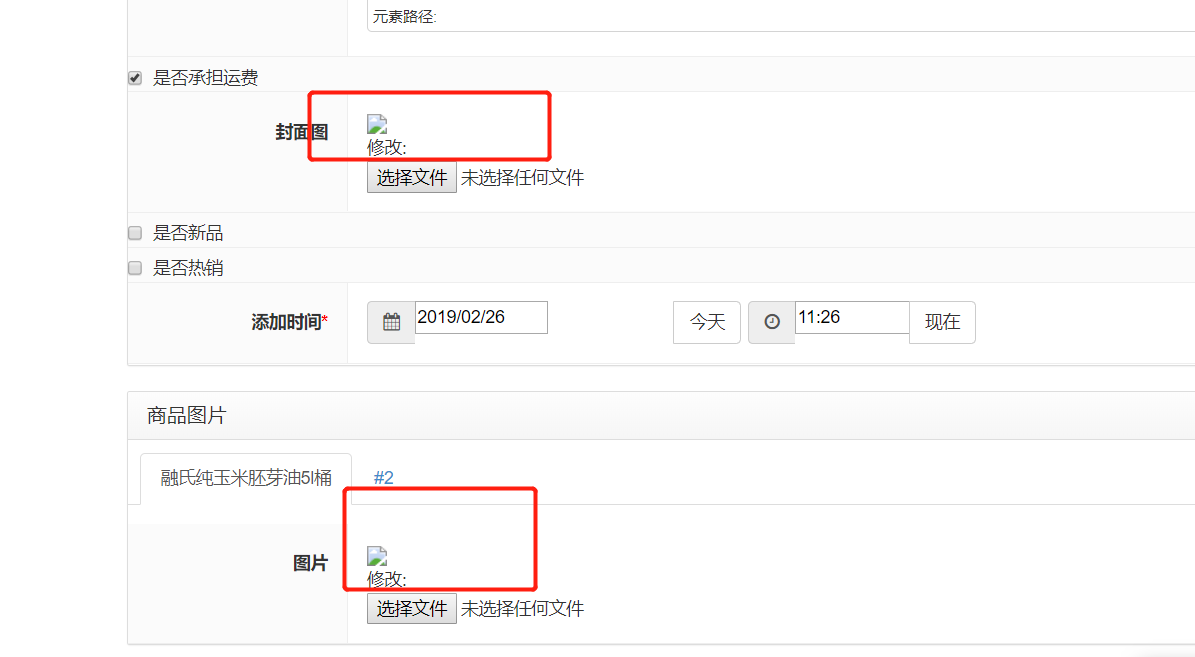 元素路径:
是否承担运费
封面图
修改:
选择文件 未选择任何文件
是否新品
是否热销
添加时间* 2019/02/26 今天 11:26 现在
商品图片
融氏纯玉米胚芽油5l桶 #2
图片
修改:
选择文件 未选择任何文件